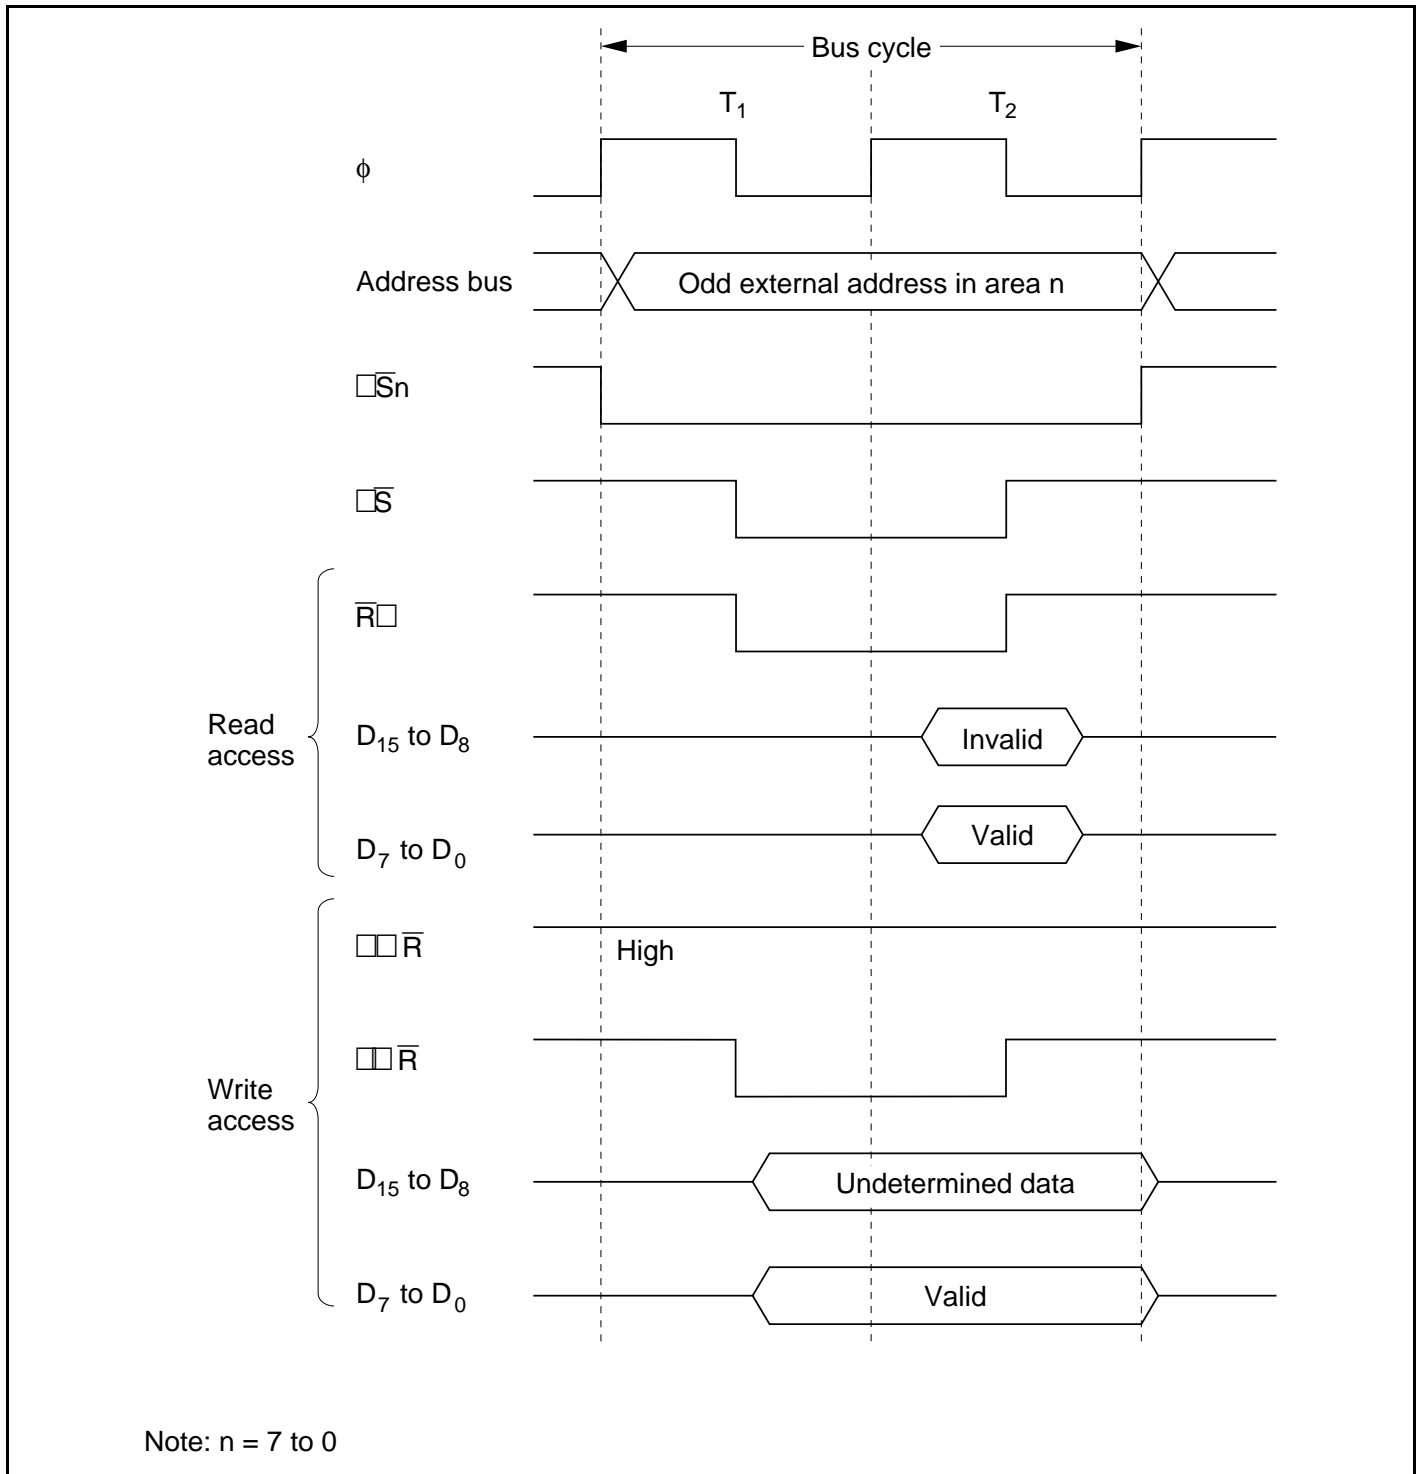 Bus cycle
T1 T2
ϕ
Address bus Odd external address in area n
□S̅n
□S̅
R̅□
Read access
D15 to D8 Invalid
D7 to D0 Valid
□□R̅ High
□□R̅
Write access
D15 to D8 Undetermined data
D7 to D0 Valid
Note: n = 7 to 0